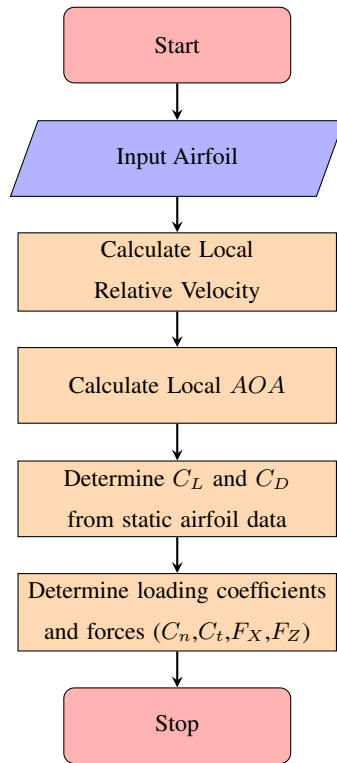 Start
Input Airfoil
Calculate Local
Relative Velocity
Calculate Local AOA
Determine C_L and C_D
from static airfoil data
Determine loading coefficients
and forces (C_n,C_t,F_X,F_Z)
Stop